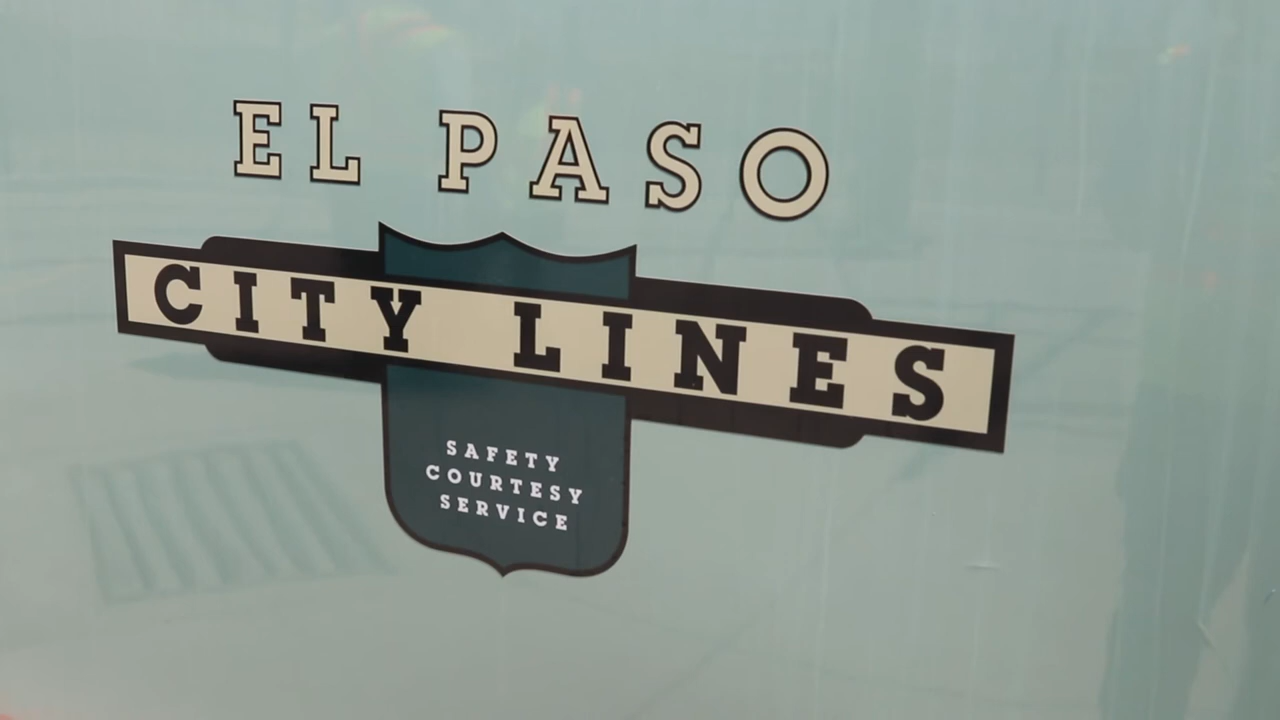 EL PASO
CITY LINES
SAFETY
COURTESY
SERVICE